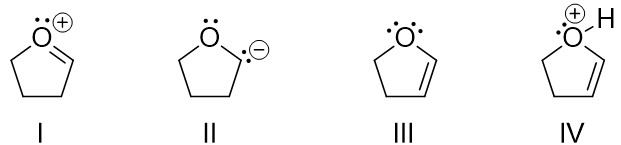 O ⊕ O ⊖ O O ⊕ H
I II III IV